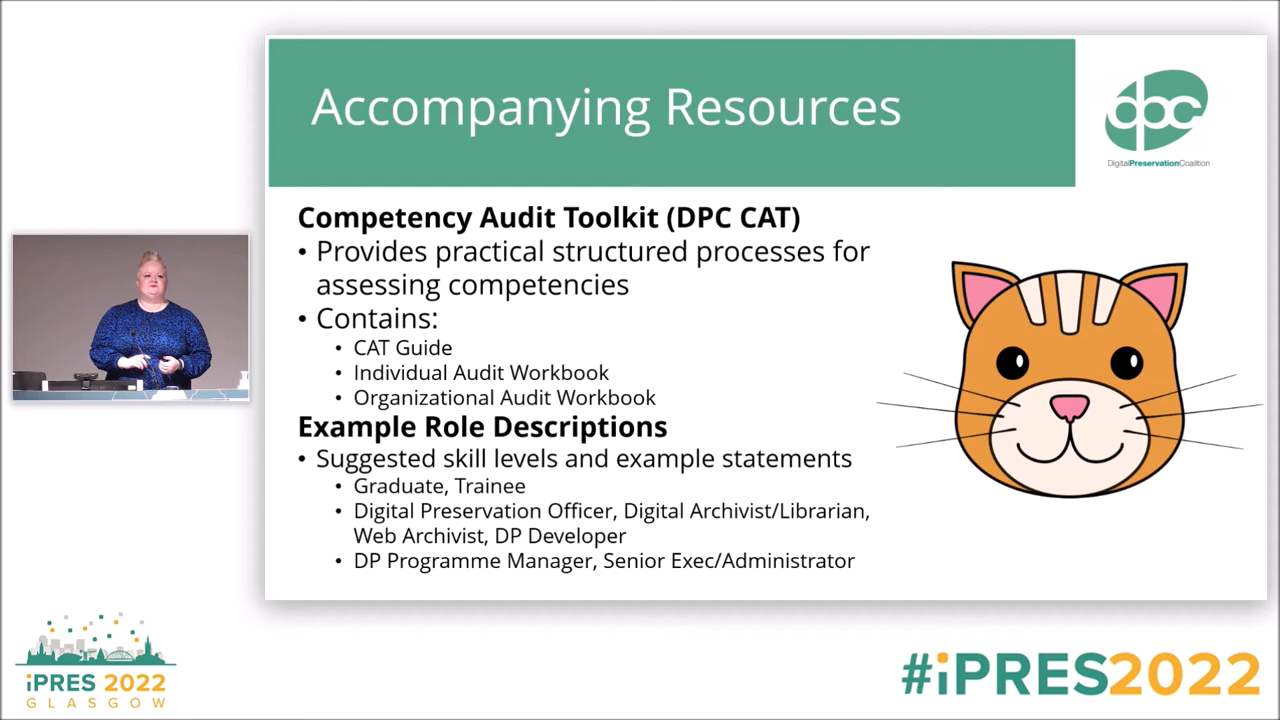 Accompanying Resources
dpc
DigitalPreservationCoalition
Competency Audit Toolkit (DPC CAT)
• Provides practical structured processes for
assessing competencies
• Contains:
• CAT Guide
• Individual Audit Workbook
• Organizational Audit Workbook
Example Role Descriptions
• Suggested skill levels and example statements
• Graduate, Trainee
• Digital Preservation Officer, Digital Archivist/Librarian,
Web Archivist, DP Developer
• DP Programme Manager, Senior Exec/Administrator
iPRES 2022
GLASGOW
#iPRES2022